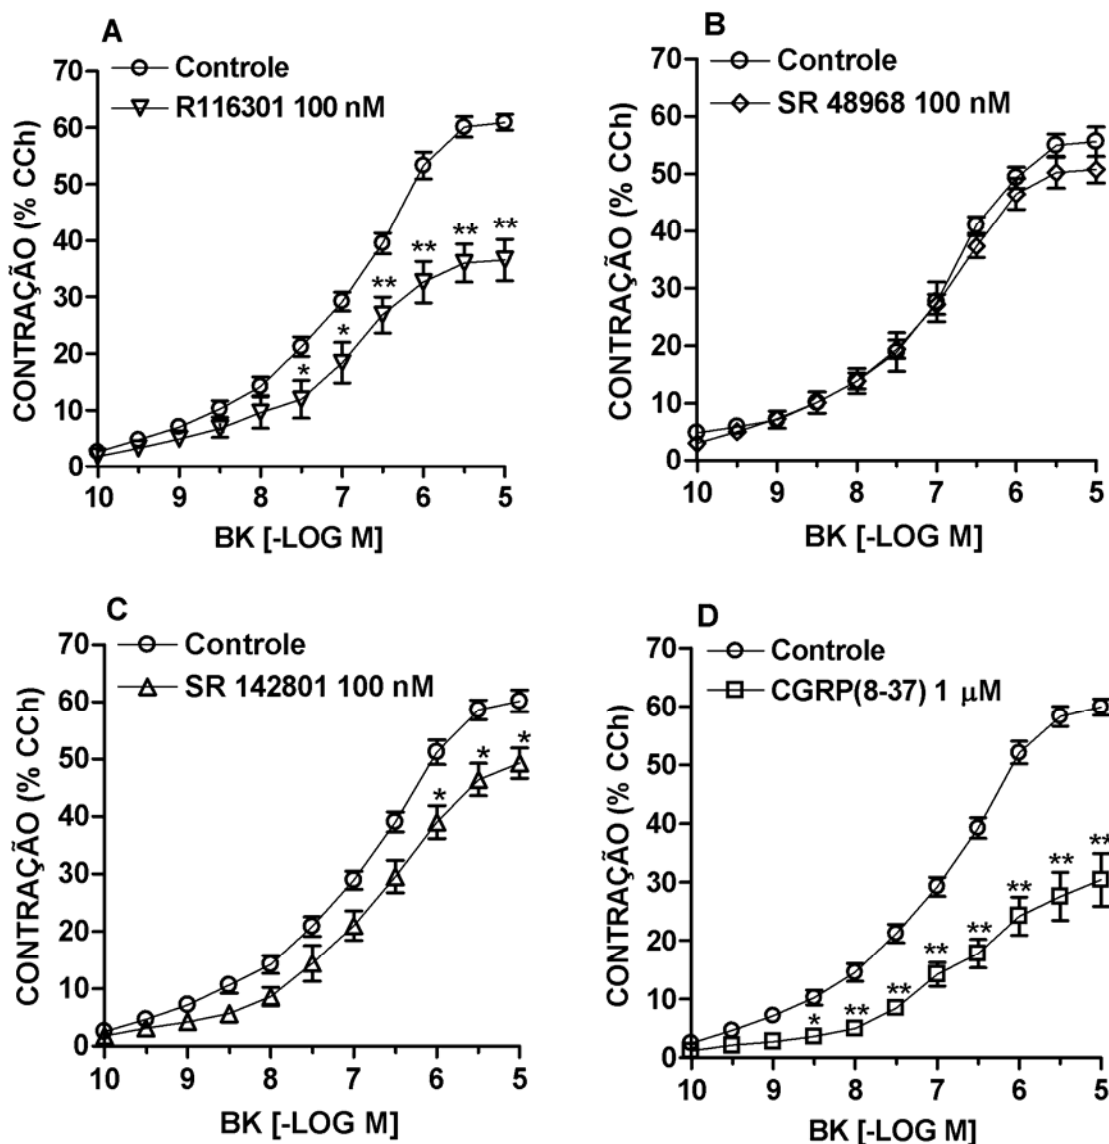 A
Controle
R116301 100 nM
CONTRAÇÃO (% CCh)
70
60
50
40
30
20
10
0
* * ** ** ** **
10 9 8 7 6 5
BK [-LOG M]
B
Controle
SR 48968 100 nM
CONTRAÇÃO (% CCh)
70
60
50
40
30
20
10
0
10 9 8 7 6 5
BK [-LOG M]
C
Controle
SR 142801 100 nM
CONTRAÇÃO (% CCh)
70
60
50
40
30
20
10
0
* * *
10 9 8 7 6 5
BK [-LOG M]
D
Controle
CGRP(8-37) 1 μM
CONTRAÇÃO (% CCh)
70
60
50
40
30
20
10
0
* ** ** ** ** ** ** **
10 9 8 7 6 5
BK [-LOG M]